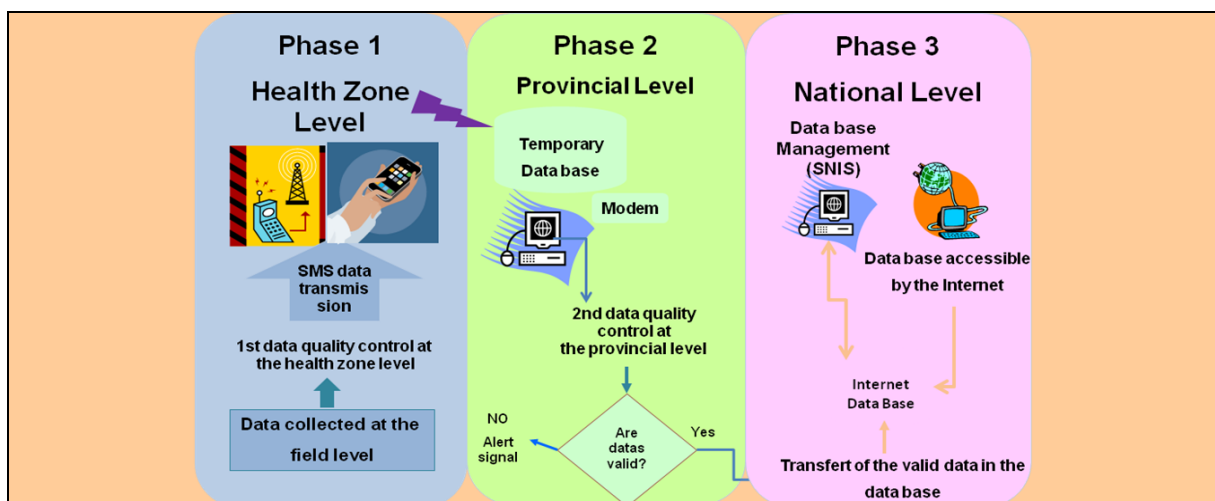 Phase 1
Health Zone
Level
SMS data
transmis
sion
1st data quality control at
the health zone level
Data collected at the
field level
Phase 2
Provincial Level
Temporary
Data base
Modem
2nd data quality
control at
the provincial level
Are
datas
valid?
NO
Alert
signal
Yes
Phase 3
National Level
Data base
Management
(SNIS)
Data base accessible
by the Internet
Internet
Data Base
Transfert of the valid data in the
data base